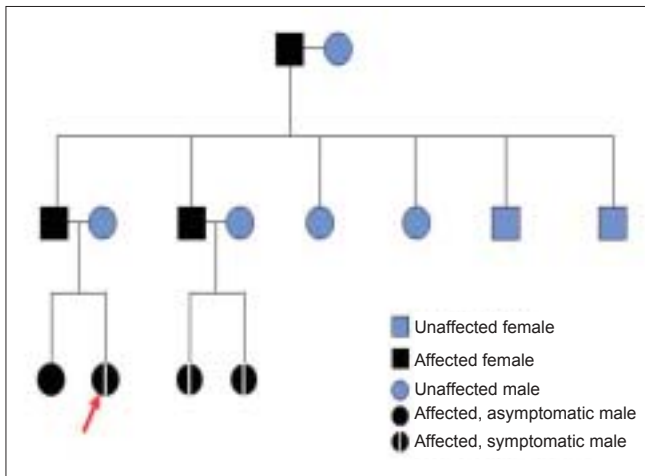 Unaffected female
Affected female
Unaffected male
Affected, asymptomatic male
Affected, symptomatic male